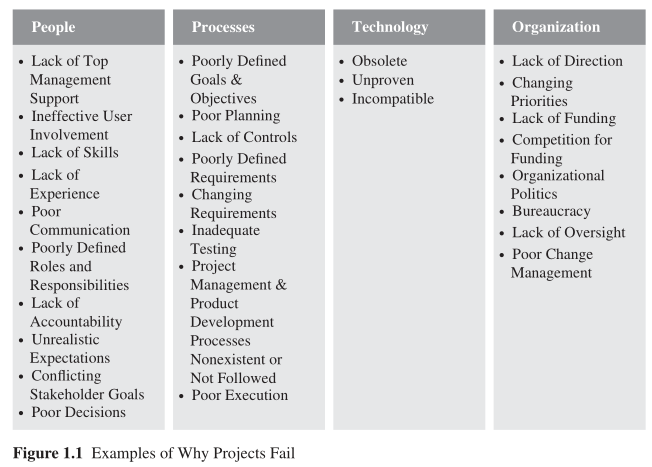 People
• Lack of Top
Management
Support
• Ineffective User
Involvement
• Lack of Skills
• Lack of
Experience
• Poor
Communication
• Poorly Defined
Roles and
Responsibilities
• Lack of
Accountability
• Unrealistic
Expectations
• Conflicting
Stakeholder Goals
• Poor Decisions
Processes
• Poorly Defined
Goals &
Objectives
• Poor Planning
• Lack of Controls
• Poorly Defined
Requirements
• Changing
Requirements
• Inadequate
Testing
• Project
Management &
Product
Development
Processes
Nonexistent or
Not Followed
• Poor Execution
Technology
• Obsolete
• Unproven
• Incompatible
Organization
• Lack of Direction
• Changing
Priorities
• Lack of Funding
• Competition for
Funding
• Organizational
Politics
• Bureaucracy
• Lack of Oversight
• Poor Change
Management
Figure 1.1 Examples of Why Projects Fail